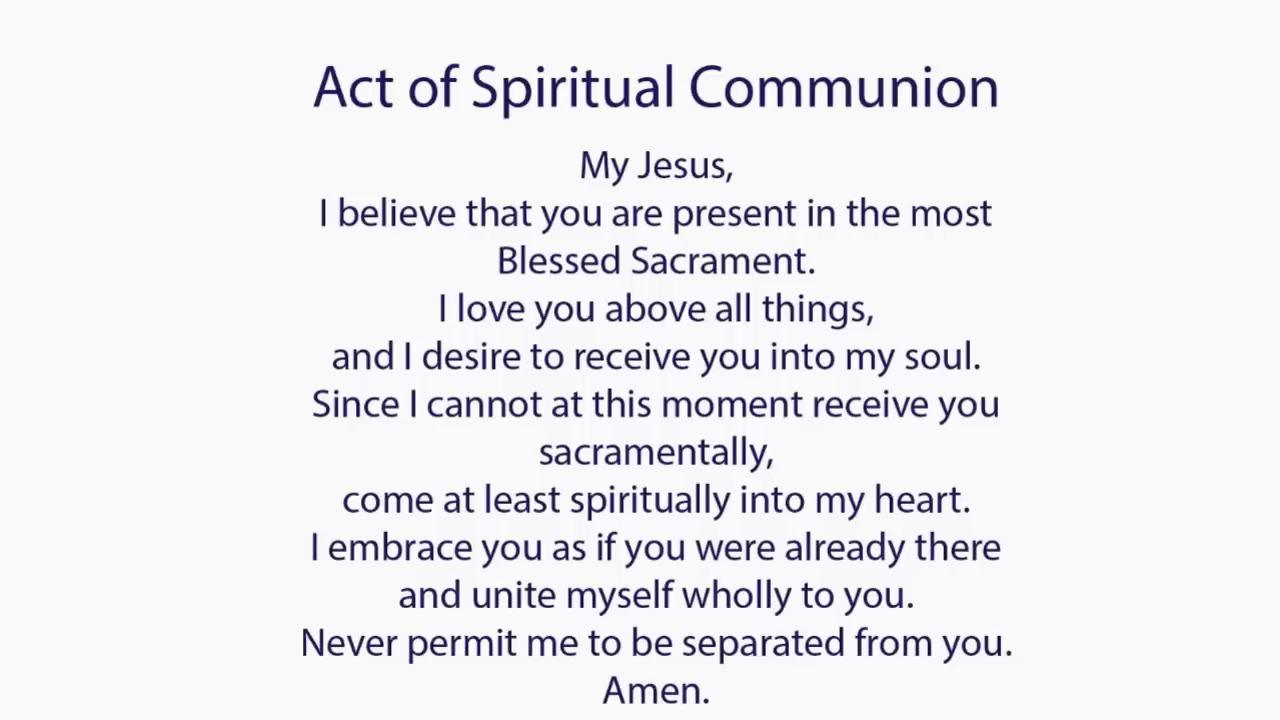 Act of Spiritual Communion
My Jesus,
I believe that you are present in the most
Blessed Sacrament.
I love you above all things,
and I desire to receive you into my soul.
Since I cannot at this moment receive you
sacramentally,
come at least spiritually into my heart.
I embrace you as if you were already there
and unite myself wholly to you.
Never permit me to be separated from you.
Amen.